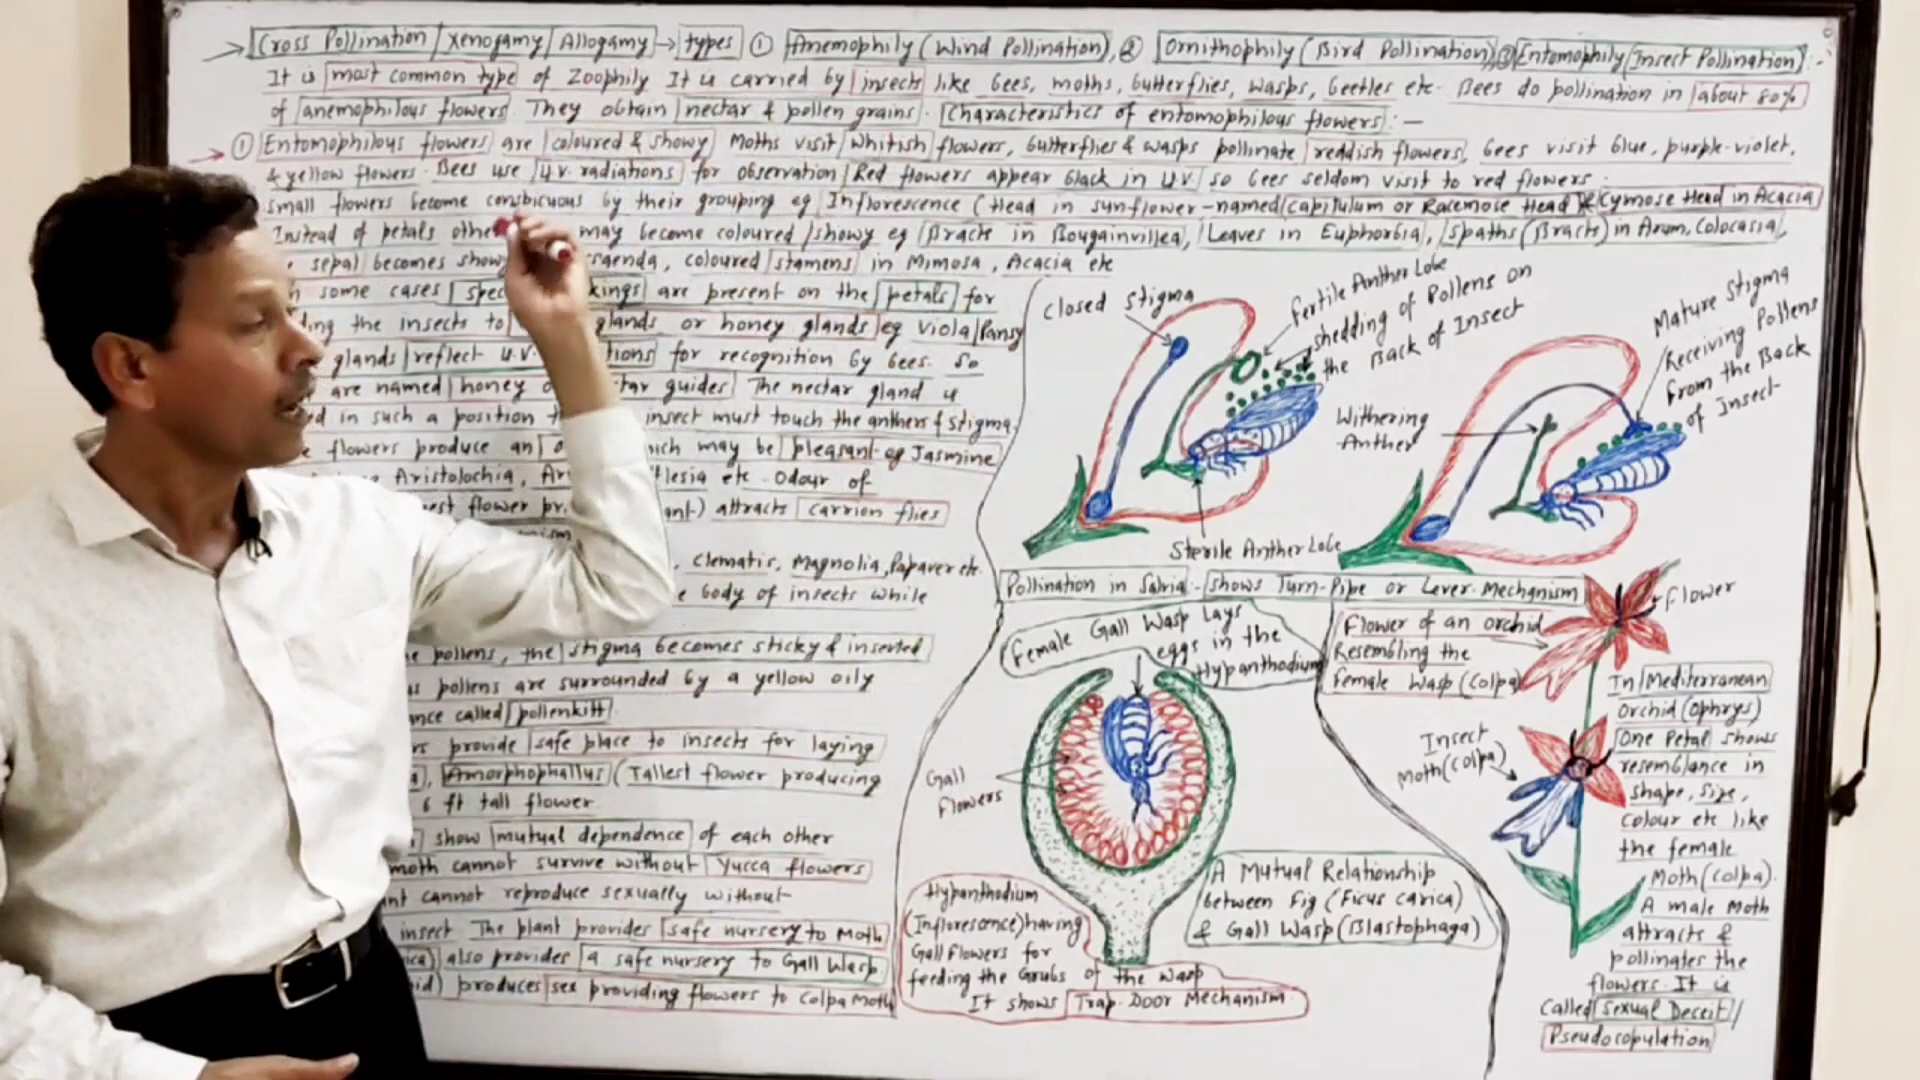 Cross Pollination/Xenogamy/Allogamy → types ① Anemophily (Wind Pollination), ② Ornithophily (Bird Pollination) ③ Entomophily (Insect Pollination) :-
It is most common type of Zoophily It is carried by insects like bees, moths, butterflies, wasps, beetles etc. Bees do pollination in about 80%
of anemophilous flowers. They obtain nectar & pollen grains. Characteristics of entomophilous flowers :—
① Entomophilous flowers are coloured & showy Moths visit whitish flowers, butterflies & wasps pollinate reddish flowers, bees visit blue, purple-violet,
& yellow flowers. Bees use U.V. radiations for observation Red flowers appear black in U.V. so bees seldom visit to red flowers.
small flowers become conspicuous by their grouping eg Inflorescence (Head in sunflower-named capitulum or Racemose Head) & Cymose Head in Acacia
Instead of petals may become coloured/showy eg Bracts in Bougainvillea, Leaves in Euphorbia, Spaths (Bracts) in Arum, Colocasia,
sepal becomes coloured stamens in Mimosa, Acacia etc
some cases are present on the petals for
the insects to glands or honey glands eg Viola/Pansy
glands reflect U.V. for recognition by bees. So
are named honey guides The nectar gland is
in such a position insect must touch the anthers & stigma.
flowers produce an which may be pleasant eg Jasmine
Aristolochia, etc. Odour of
flower attracts carrion flies
Clematis, Magnolia, Papaver etc.
body of insects while
pollens, the stigma becomes sticky & inserted
pollens are surrounded by a yellow oily
called pollenkitt
provide safe place to insects for laying
Amorphophallus (Tallest flower producing
6 ft tall flower
show mutual dependence of each other
moth cannot survive without Yucca flowers
cannot reproduce sexually without
insect The plant provides safe nursery to Moth
also provides a safe nursery to Gall Wasp
produces sex providing flowers to Colpa Moth
Closed Stigma
Fertile Anther Lobe
shedding of Pollens on
the Back of Insect
Sterile Anther Lobe
Withering
Anther
Mature Stigma
Receiving Pollens
from the Back
of Insect
Pollination in Salvia - shows Turn-Pipe or Lever Mechanism
Female Gall Wasp Lays
eggs in the
Hypanthodium
Gall
Flowers
Hypanthodium
(Inflorescence) having
Gall Flowers for
feeding the Grubs of the wasp
It shows Trap-Door Mechanism.
A Mutual Relationship
between Fig (Ficus carica)
& Gall Wasp (Blastophaga)
Flower of an orchid
Resembling the
Female Wasp (Colpa)
Flower
Insect
Moth (Colpa)
In Mediterranean
orchid (Ophrys)
One Petal shows
resemblance in
shape, size,
colour etc like
the female
Moth (Colpa).
A male Moth
attracts &
pollinates the
flowers. It is
called Sexual Deceit/
Pseudocopulation